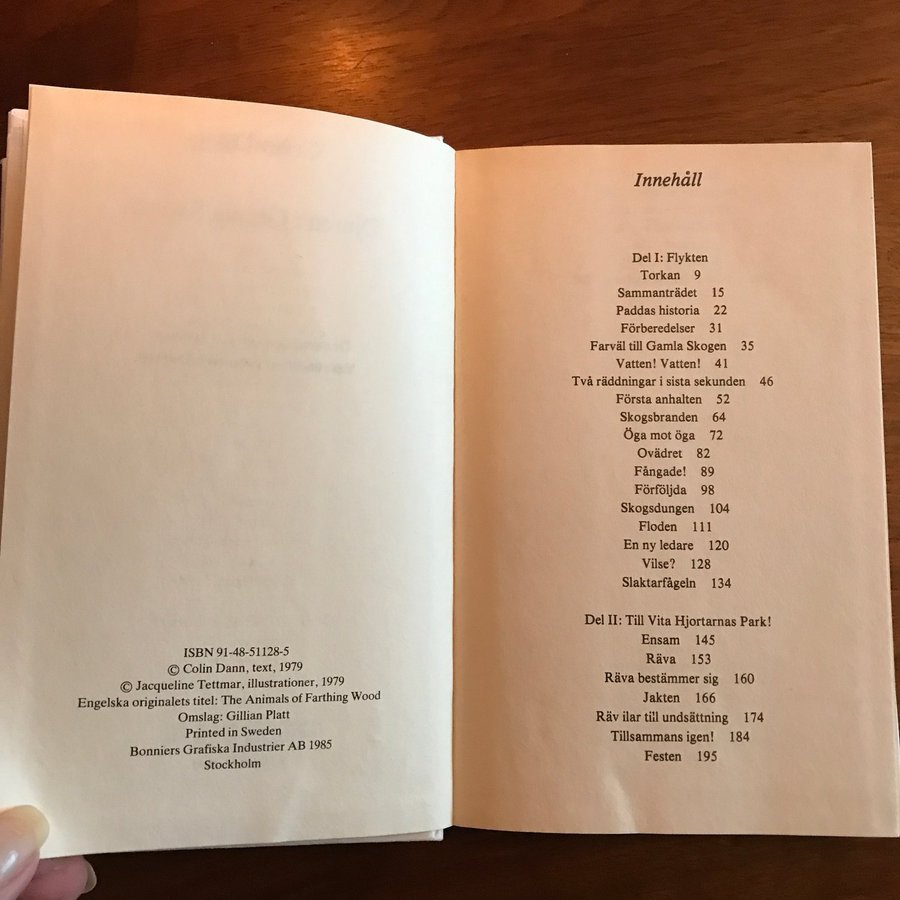 ISBN 91-48-51128-5
© Colin Dann, text, 1979
© Jacqueline Tettmar, illustrationer, 1979
Engelska originalets titel: The Animals of Farthing Wood
Omslag: Gillian Platt
Printed in Sweden
Bonniers Grafiska Industrier AB 1985
Stockholm
Innehåll
Del I: Flykten
Torkan 9
Sammanträdet 15
Paddas historia 22
Förberedelser 31
Farväl till Gamla Skogen 35
Vatten! Vatten! 41
Två räddningar i sista sekunden 46
Första anhalten 52
Skogsbranden 64
Öga mot öga 72
Ovädret 82
Fångade! 89
Förföljda 98
Skogsdungen 104
Floden 111
En ny ledare 120
Vilse? 128
Slaktarfågeln 134
Del II: Till Vita Hjortarnas Park!
Ensam 145
Räva 153
Räva bestämmer sig 160
Jakten 166
Räv ilar till undsättning 174
Tillsammans igen! 184
Festen 195